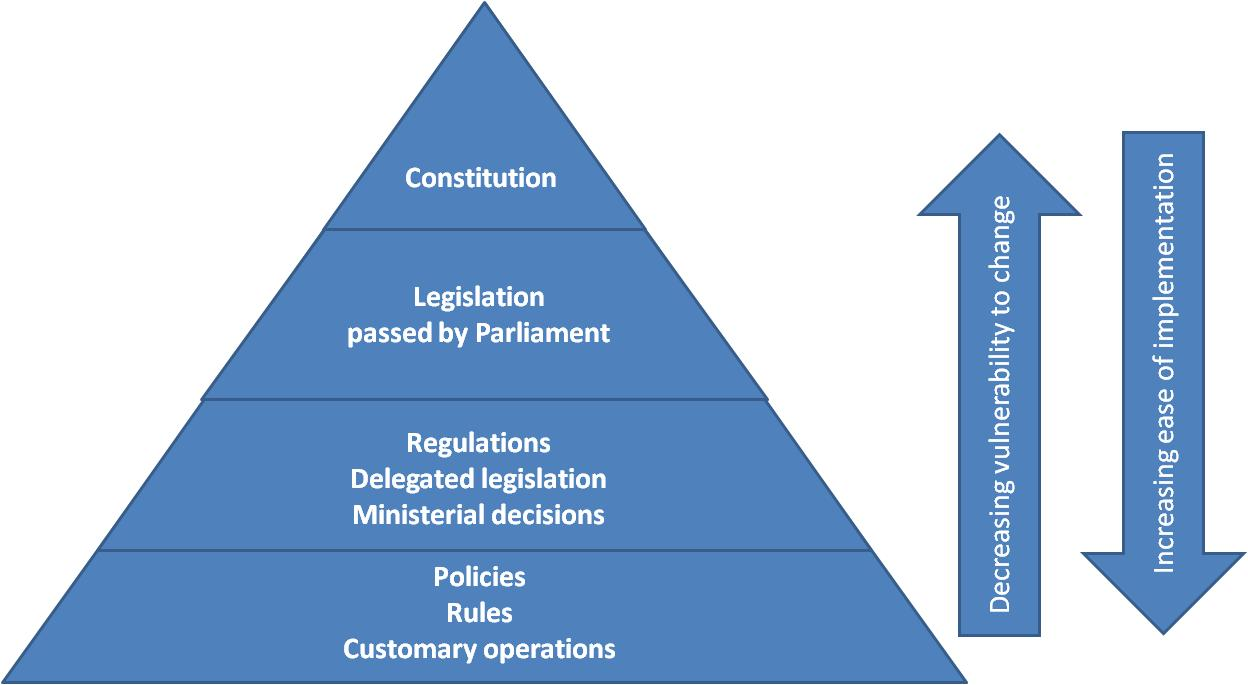 Constitution
Legislation
passed by Parliament
Regulations
Delegated legislation
Ministerial decisions
Policies
Rules
Customary operations
Decreasing vulnerability to change
Increasing ease of implementation